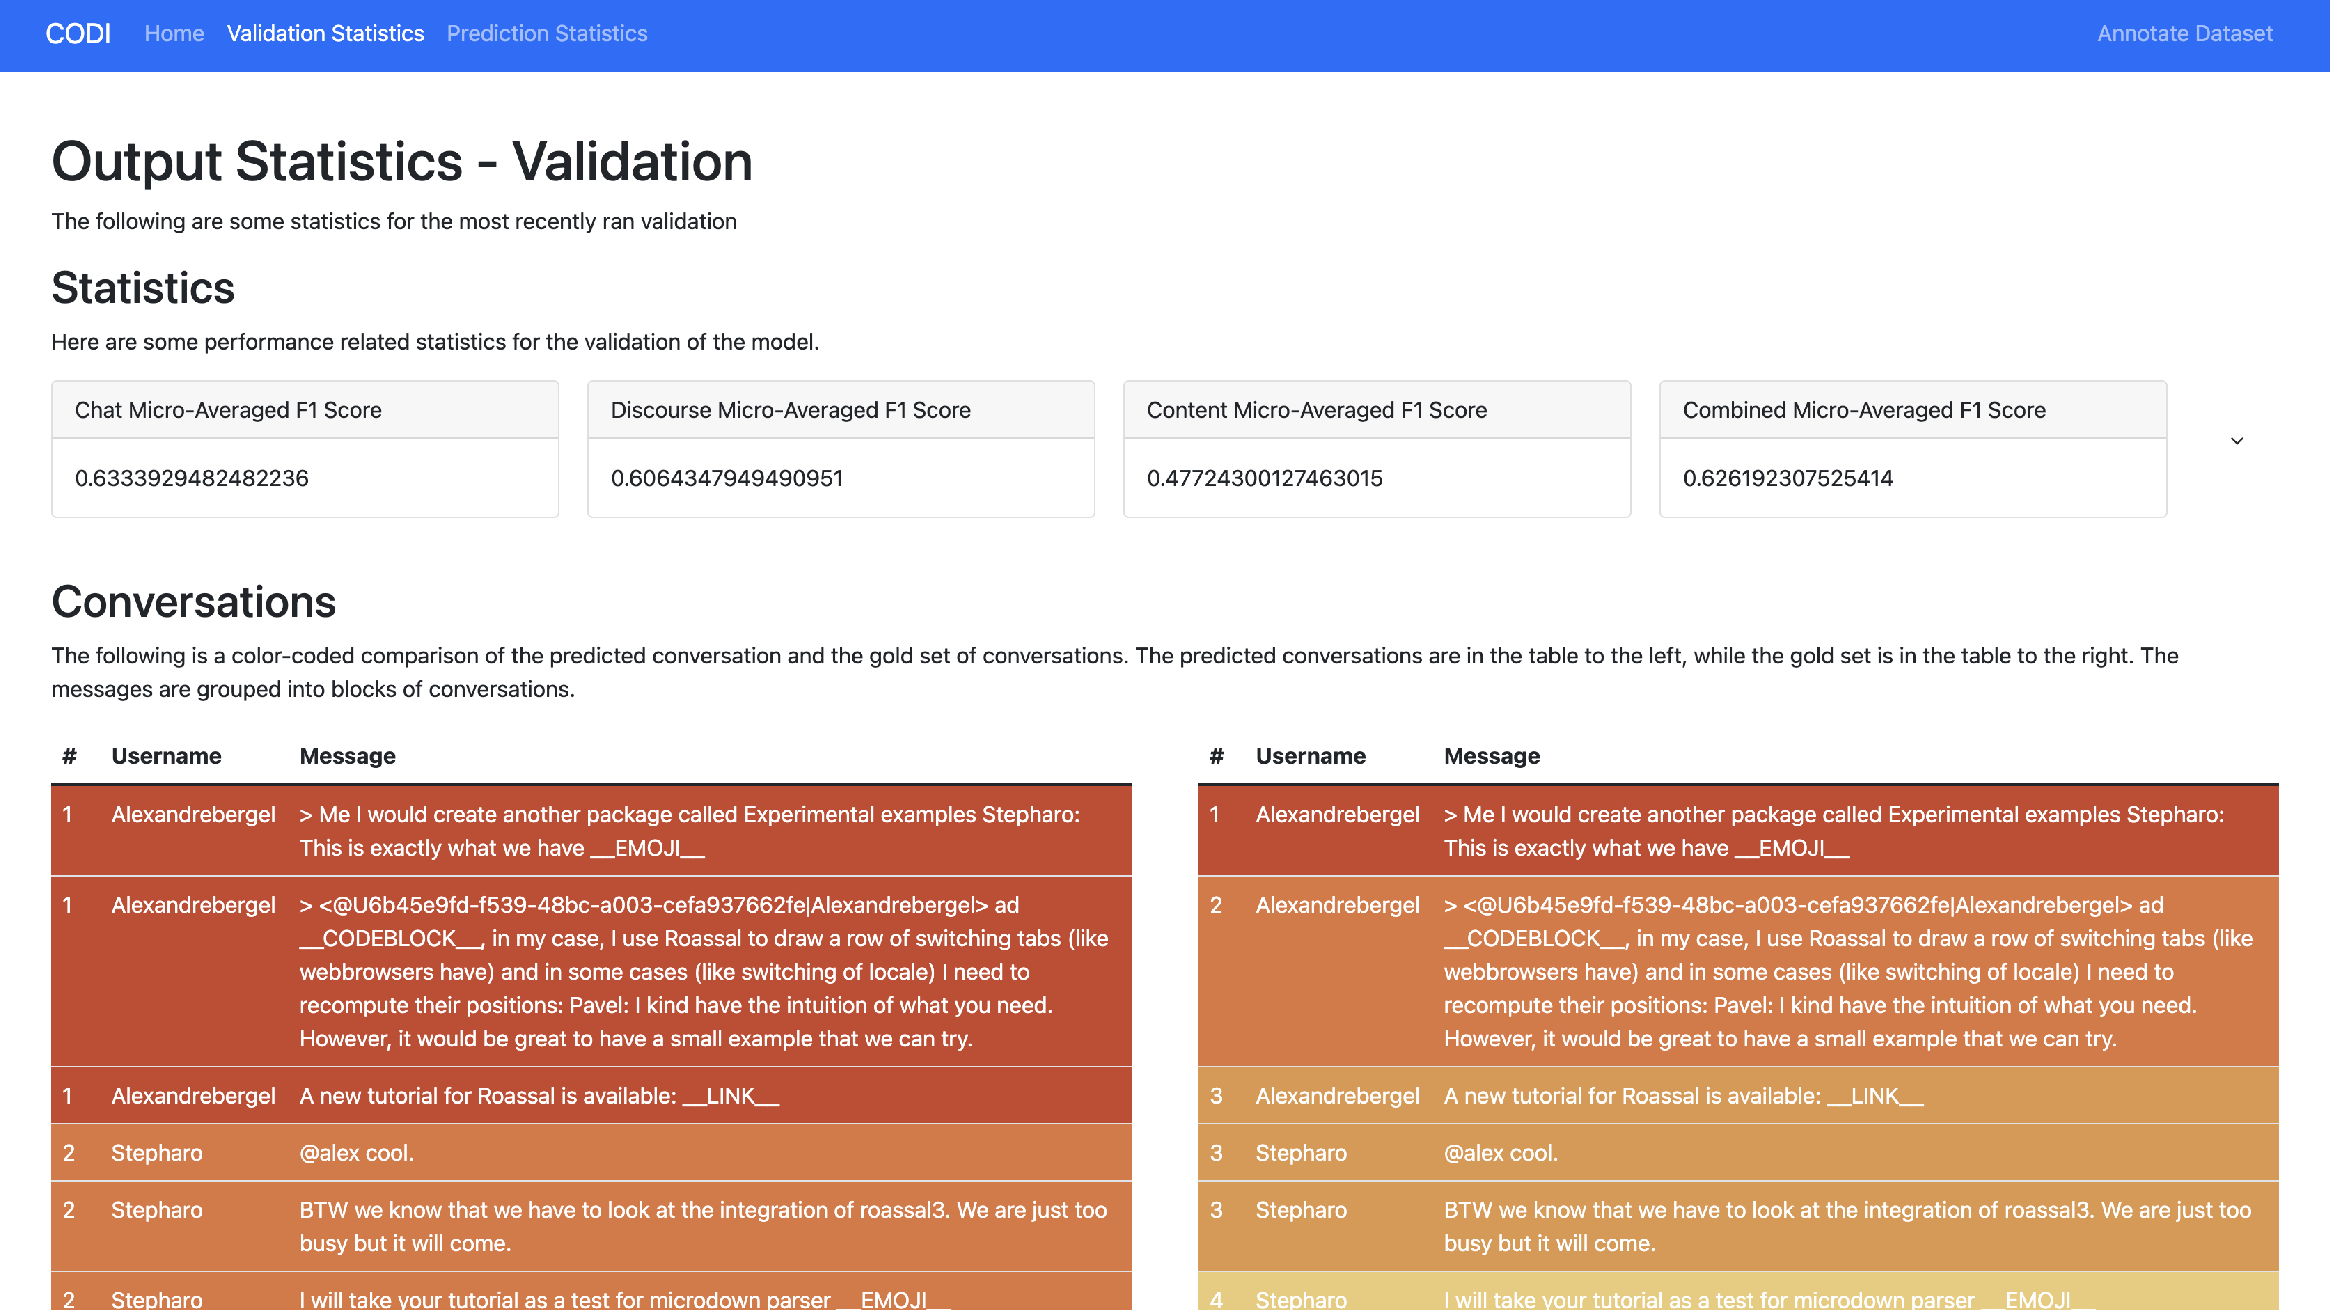 CODI Home Validation Statistics Prediction Statistics Annotate Dataset
Output Statistics - Validation
The following are some statistics for the most recently ran validation
Statistics
Here are some performance related statistics for the validation of the model.
Chat Micro-Averaged F1 Score
0.6333929482482236
Discourse Micro-Averaged F1 Score
0.6064347949490951
Content Micro-Averaged F1 Score
0.47724300127463015
Combined Micro-Averaged F1 Score
0.626192307525414
Conversations
The following is a color-coded comparison of the predicted conversation and the gold set of conversations. The predicted conversations are in the table to the left, while the gold set is in the table to the right. The
messages are grouped into blocks of conversations.
# Username Message
1 Alexandrebergel > Me I would create another package called Experimental examples Stepharo:
This is exactly what we have __EMOJI__
1 Alexandrebergel > <@U6b45e9fd-f539-48bc-a003-cefa937662fe|Alexandrebergel> ad
__CODEBLOCK__, in my case, I use Roassal to draw a row of switching tabs (like
webbrowsers have) and in some cases (like switching of locale) I need to
recompute their positions: Pavel: I kind have the intuition of what you need.
However, it would be great to have a small example that we can try.
1 Alexandrebergel A new tutorial for Roassal is available: __LINK__
2 Stepharo @alex cool.
2 Stepharo BTW we know that we have to look at the integration of roassal3. We are just too
busy but it will come.
2 Stepharo I will take your tutorial as a test for microdown parser __EMOJI__
# Username Message
1 Alexandrebergel > Me I would create another package called Experimental examples Stepharo:
This is exactly what we have __EMOJI__
2 Alexandrebergel > <@U6b45e9fd-f539-48bc-a003-cefa937662fe|Alexandrebergel> ad
__CODEBLOCK__, in my case, I use Roassal to draw a row of switching tabs (like
webbrowsers have) and in some cases (like switching of locale) I need to
recompute their positions: Pavel: I kind have the intuition of what you need.
However, it would be great to have a small example that we can try.
3 Alexandrebergel A new tutorial for Roassal is available: __LINK__
3 Stepharo @alex cool.
3 Stepharo BTW we know that we have to look at the integration of roassal3. We are just too
busy but it will come.
4 Stepharo I will take your tutorial as a test for microdown parser __EMOJI__